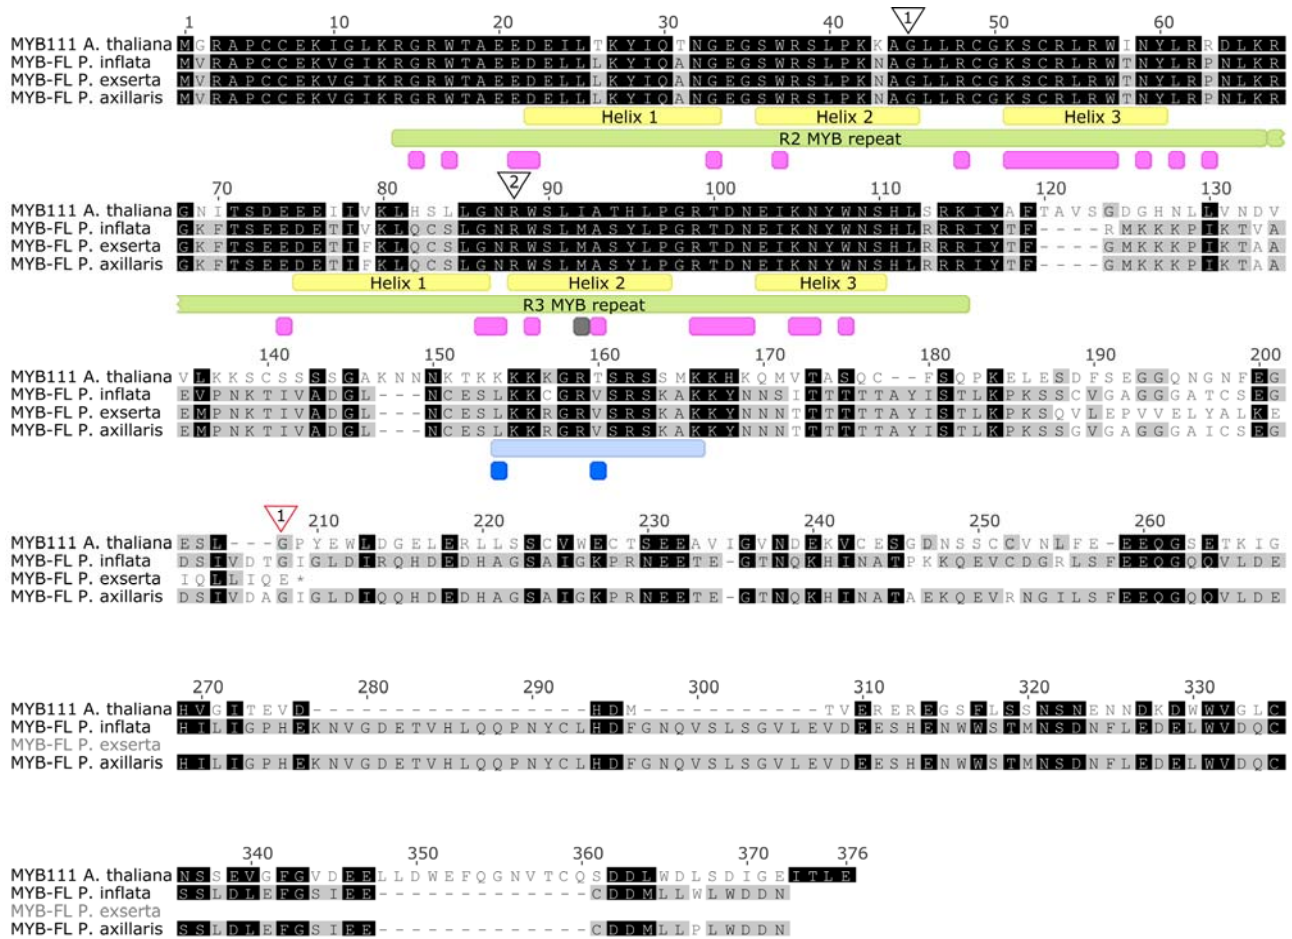 1 10 20 30 40 50 60
1
MYB111 A. thaliana MGRAPCCEKIGLKRGRWTAEEDEILTKYIQTNGEGSWRSLPKKAGLLRCGKSCRLRWINYLRRDLKR
MYB-FL P. inflata MVRAPCCEKVGIKRGRWTAEEDELLLKYIQANGEGSWRSLPKNAGLLRCGKSCRLRWTNYLRPNLKR
MYB-FL P. exserta MVRAPCCEKVGIKRGRWTAEEDELLLKYIQANGEGSWRSLPKNAGLLRCGKSCRLRWTNYLRPNLKR
MYB-FL P. axillaris MVRAPCCEKVGIKRGRWTAEEDELLLKYIQANGEGSWRSLPKNAGLLRCGKSCRLRWTNYLRPNLKR
Helix 1 Helix 2 Helix 3
R2 MYB repeat
2
70 80 90 100 110 120 130
MYB111 A. thaliana GNITSDEEEIIVKLHSLLGNRWSLIATHLPGRTDNEIKNYWNSHLSRKIYAFTAVSGDGHNLLVNDV
MYB-FL P. inflata GKFTSEEDETIVKLQCSLGNRWSLMASYLPGRTDNEIKNYWNSHLRRRIYTF----RMKKKPIKTVA
MYB-FL P. exserta GKFTSEEDETIFKLQCSLGNRWSLMASYLPGRTDNEIKNYWNSHLRRRIYTF----GMKKKPIKTVA
MYB-FL P. axillaris GKFTSEEDETIFKLQCSLGNRWSLMASYLPGRTDNEIKNYWNSHLRRRIYTF----GMKKKPIKTAA
Helix 1 Helix 2 Helix 3
R3 MYB repeat
140 150 160 170 180 190 200
MYB111 A. thaliana VLKKSCSSSSGAKNNNKTKKKKKGRTSRSSMKKHKQMVTASQC--FSQPKELESDFSEGGQNGNFEG
MYB-FL P. inflata EVPNKTIVADGL---NCESLKKCGRVSRSKAKKYNNSITTTTTAYISTLKPKSSCVGAGGGATCSEG
MYB-FL P. exserta EMPNKTIVADGL---NCESLKKRGRVSRSKAKKYNNNTTTTTTAYISTLKPKSQVLEPVVELYALKE
MYB-FL P. axillaris EMPNKTIVADGL---NCESLKKRGRVSRSKAKKYNNNTTTTTTAYISTLKPKSSGVGAGGGAICSEG
1
210 220 230 240 250 260
MYB111 A. thaliana ESL---GPYEWLDGELERLLSSCVWECTSEEAVIGVNDEKVCESGDNSSCCVNLFE-EEQGSETKIG
MYB-FL P. inflata DSIVDTGIGLDIRQHDEDHAGSAIGKPRNEETE-GTNQKHINATPKKQEVCDGRLSFEEQGQQVLDE
MYB-FL P. exserta IQLLIQE*
MYB-FL P. axillaris DSIVDAGIGLDIQQHDEDHAGSAIGKPRNEETE-GTNQKHINATAEKQEVRNGILSFEEQGQQVLDE
270 280 290 300 310 320 330
MYB111 A. thaliana HVGITEVD-----------------HDM-----------TVEREREGSFLSSNSNENNDKDWWVGLC
MYB-FL P. inflata HILIGPHEKNVGDETVHLQQPNYCLHDFGNQVSLSGVLEVDEESHENWWSTMNSDNFLEDELWVDQC
MYB-FL P. exserta
MYB-FL P. axillaris HILIGPHEKNVGDETVHLQQPNYCLHDFGNQVSLSGVLEVDEESHENWWSTMNSDNFLEDELWVDQC
340 350 360 370 376
MYB111 A. thaliana NSSEVGFGVDEELLDWEFQGNVTCQSDDLWDLSDIGEITLE
MYB-FL P. inflata SSLDLEFGSIEE-------------CDDMLLWLWDDN
MYB-FL P. exserta
MYB-FL P. axillaris SSLDLEFGSIEE-------------CDDMLLPLWDDN